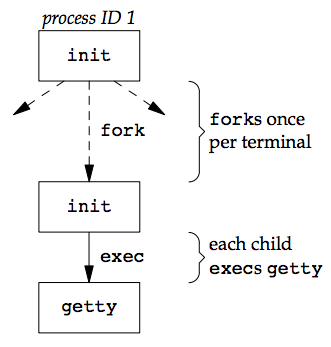 process ID 1
init
fork
forks once
per terminal
init
exec
each child
execs getty
getty